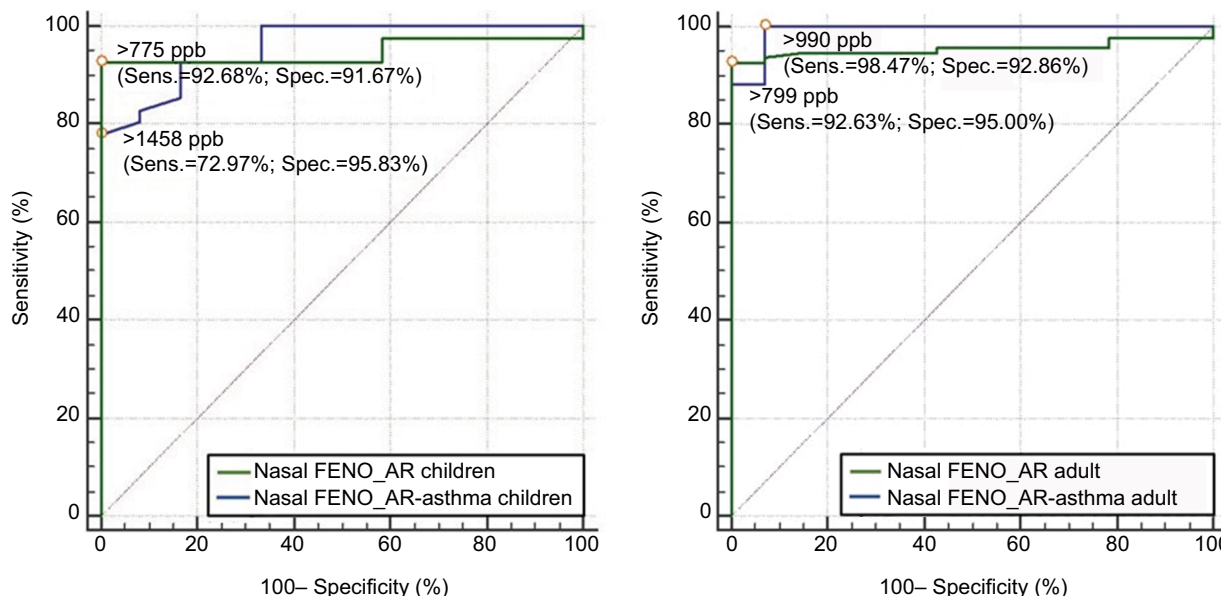 100
80
60
40
20
0
Sensitivity (%)
>775 ppb
(Sens.=92.68%; Spec.=91.67%)
>1458 ppb
(Sens.=72.97%; Spec.=95.83%)
Nasal FENO_AR children
Nasal FENO_AR-asthma children
0 20 40 60 80 100
100– Specificity (%)
100
80
60
40
20
0
Sensitivity (%)
>990 ppb
(Sens.=98.47%; Spec.=92.86%)
>799 ppb
(Sens.=92.63%; Spec.=95.00%)
Nasal FENO_AR adult
Nasal FENO_AR-asthma adult
0 20 40 60 80 100
100– Specificity (%)